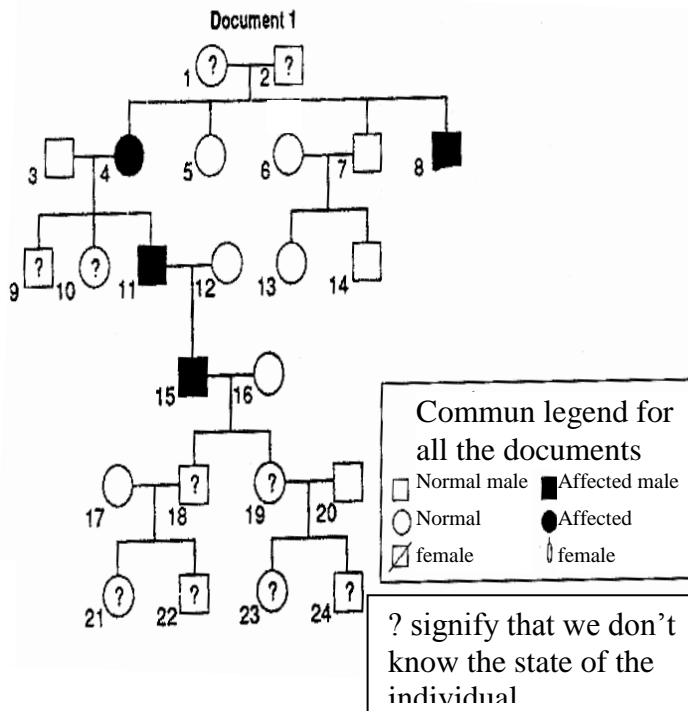 Document 1
1 ? 2 ?
3 4 5 6 7 8
9 ? 10 ? 11 12 13 14
15 16
17 18 ? 19 ? 20
21 ? 22 ? 23 ? 24 ?
Commun legend for
all the documents
Normal male Affected male
Normal Affected
female female
? signify that we don't
know the state of the
individual